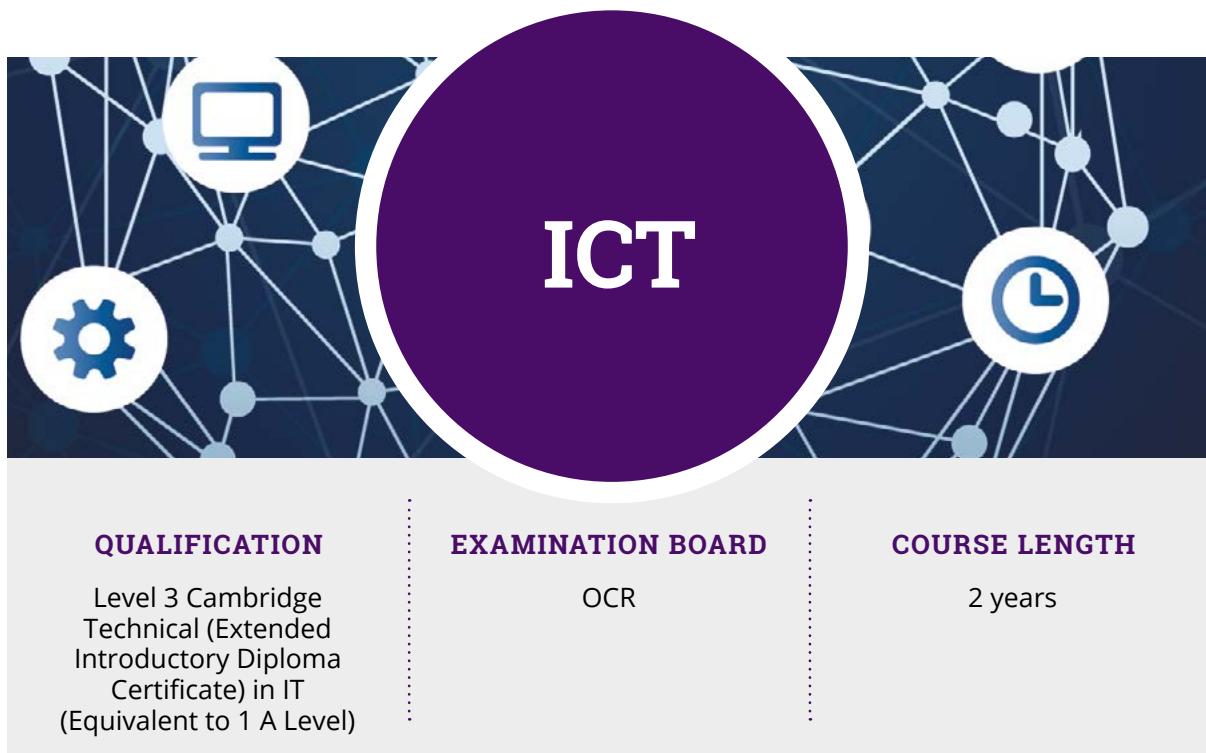 ICT
QUALIFICATION
Level 3 Cambridge
Technical (Extended
Introductory Diploma
Certificate) in IT
(Equivalent to 1 A Level)
EXAMINATION BOARD
OCR
COURSE LENGTH
2 years